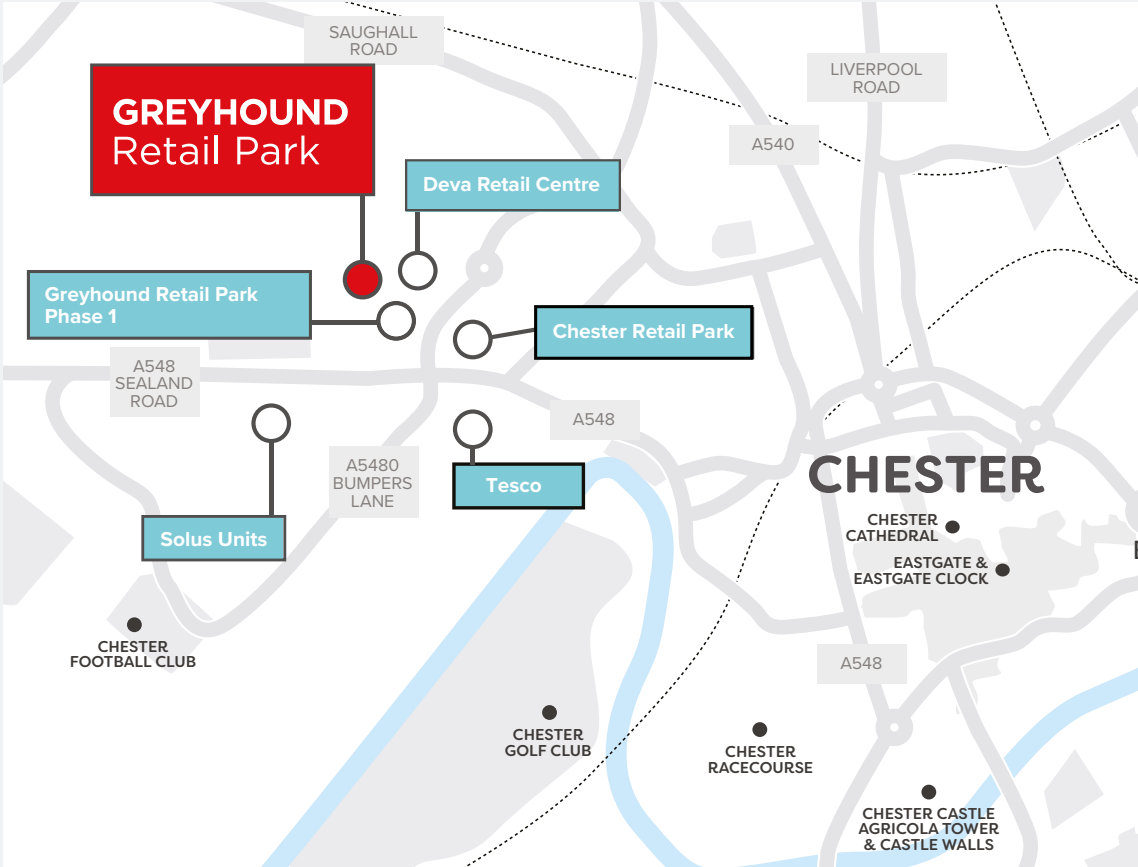 SAUGHALL
ROAD
LIVERPOOL
ROAD
GREYHOUND
Retail Park
A540
Deva Retail Centre
Greyhound Retail Park
Phase 1
Chester Retail Park
A548
SEALAND
ROAD
A548
A5480
BUMPERS
LANE
Tesco
CHESTER
CHESTER
CATHEDRAL
Solus Units
EASTGATE &
EASTGATE CLOCK
CHESTER
FOOTBALL CLUB
A548
CHESTER
GOLF CLUB
CHESTER
RACECOURSE
CHESTER CASTLE
AGRICOLA TOWER
& CASTLE WALLS